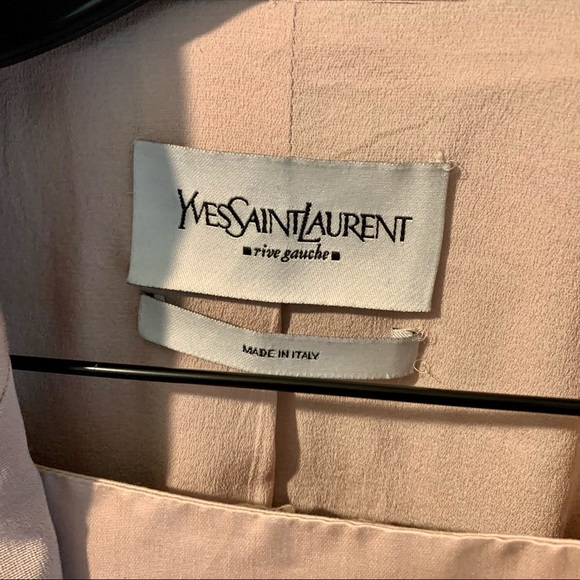 YVESSAINTLAURENT
rive gauche
MADE IN ITALY